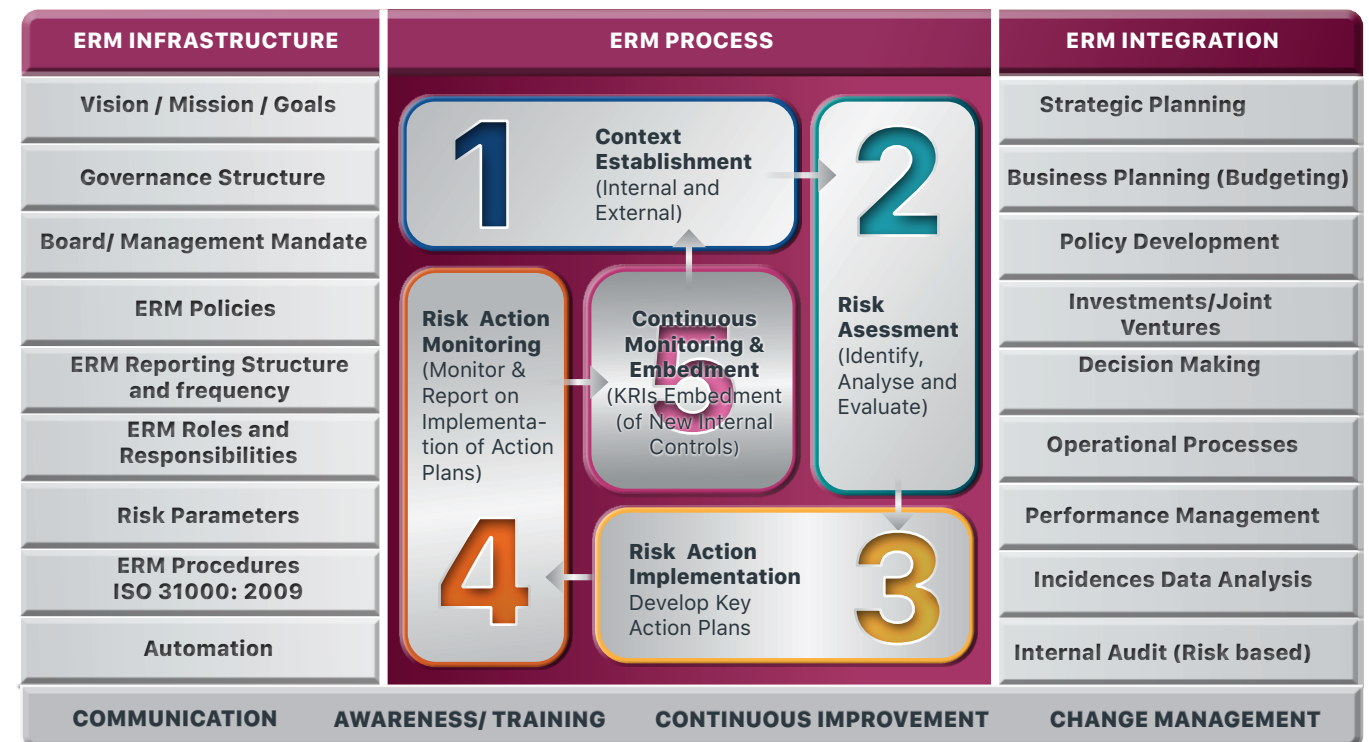 ERM INFRASTRUCTURE
Vision / Mission / Goals
Governance Structure
Board/ Management Mandate
ERM Policies
ERM Reporting Structure
and frequency
ERM Roles and
Responsibilities
Risk Parameters
ERM Procedures
ISO 31000: 2009
Automation
ERM PROCESS
1
Context
Establishment
(Internal and
External)
2
Risk
Asessment
(Identify,
Analyse and
Evaluate)
3
Risk Action
Implementation
Develop Key
Action Plans
4
Risk Action
Monitoring
(Monitor &
Report on
Implementa-
tion of Action
Plans)
5
Continuous
Monitoring &
Embedment
(KRIs Embedment
(of New Internal
Controls)
ERM INTEGRATION
Strategic Planning
Business Planning (Budgeting)
Policy Development
Investments/Joint
Ventures
Decision Making
Operational Processes
Performance Management
Incidences Data Analysis
Internal Audit (Risk based)
COMMUNICATION AWARENESS/ TRAINING CONTINUOUS IMPROVEMENT CHANGE MANAGEMENT